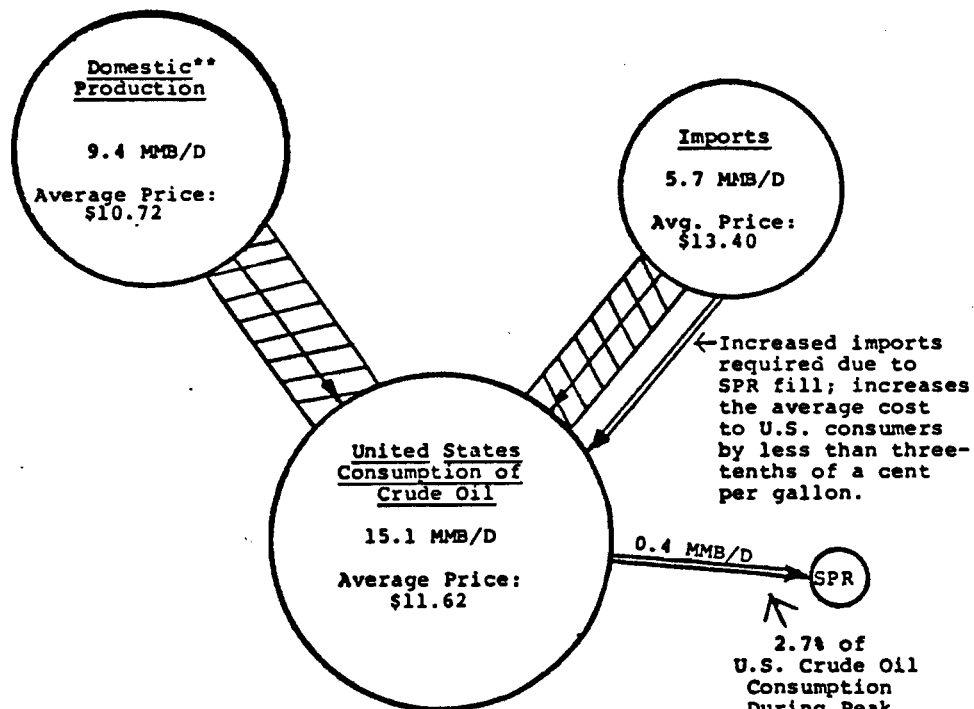 Domestic**
Production
9.4 MMB/D
Average Price:
$10.72
Imports
5.7 MMB/D
Avg. Price:
$13.40
←Increased imports
required due to
SPR fill; increases
the average cost
to U.S. consumers
by less than three-
tenths of a cent
per gallon.
United States
Consumption of
Crude Oil
15.1 MMB/D
Average Price:
$11.62
0.4 MMB/D
SPR
2.7% of
U.S. Crude Oil
Consumption
During Peak